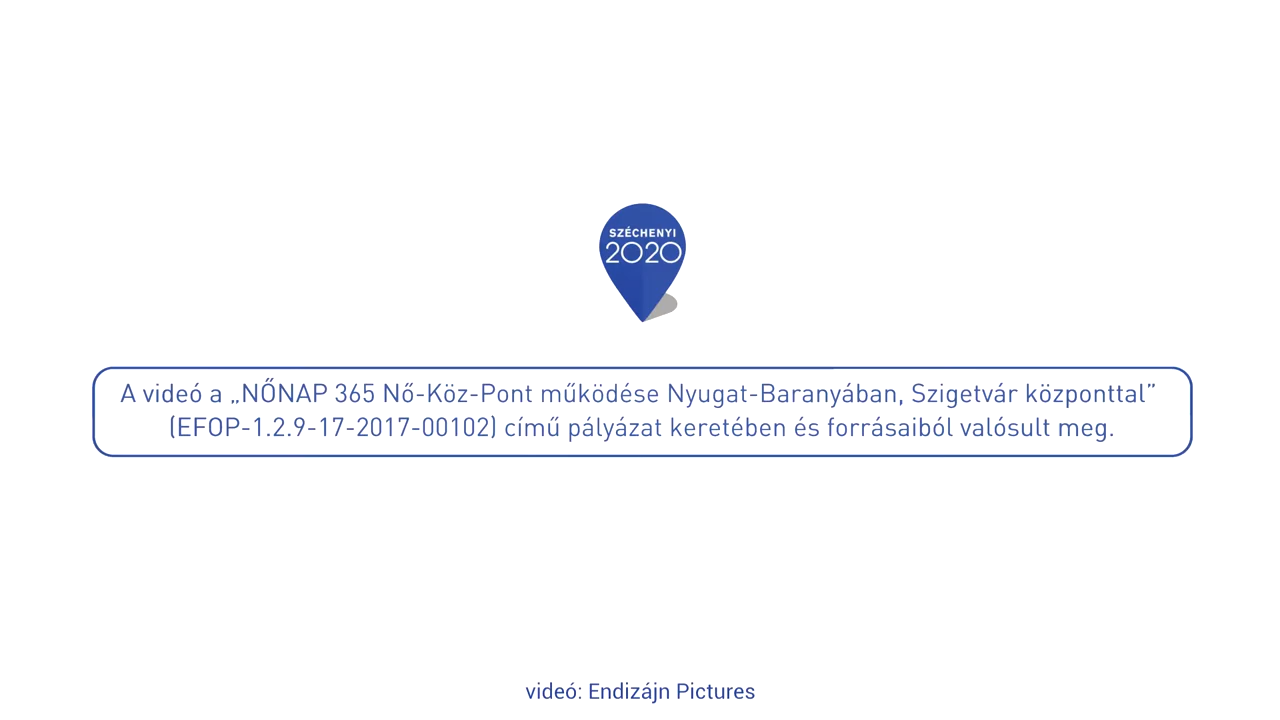 SZÉCHENYI
2020
A videó a „NŐNAP 365 Nő-Köz-Pont működése Nyugat-Baranyában, Szigetvár központtal”
(EFOP-1.2.9-17-2017-00102) című pályázat keretében és forrásaiból valósult meg.
videó: Endizájn Pictures